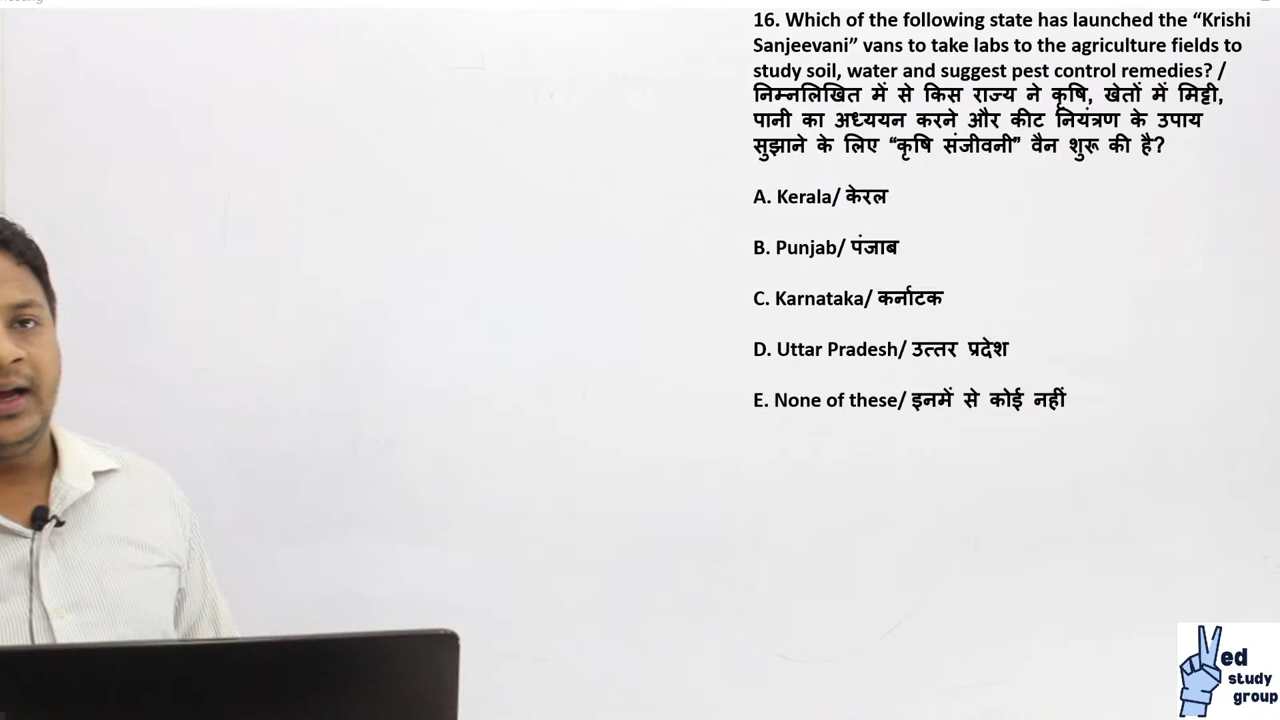 16. Which of the following state has launched the “Krishi
Sanjeevani” vans to take labs to the agriculture fields to
study soil, water and suggest pest control remedies? /
निम्नलिखित में से किस राज्य ने कृषि, खेतों में मिट्टी,
पानी का अध्ययन करने और कीट नियंत्रण के उपाय
सुझाने के लिए “कृषि संजीवनी” वैन शुरू की है?
A. Kerala/ केरल
B. Punjab/ पंजाब
C. Karnataka/ कर्नाटक
D. Uttar Pradesh/ उत्तर प्रदेश
E. None of these/ इनमें से कोई नहीं
Ved
study
group